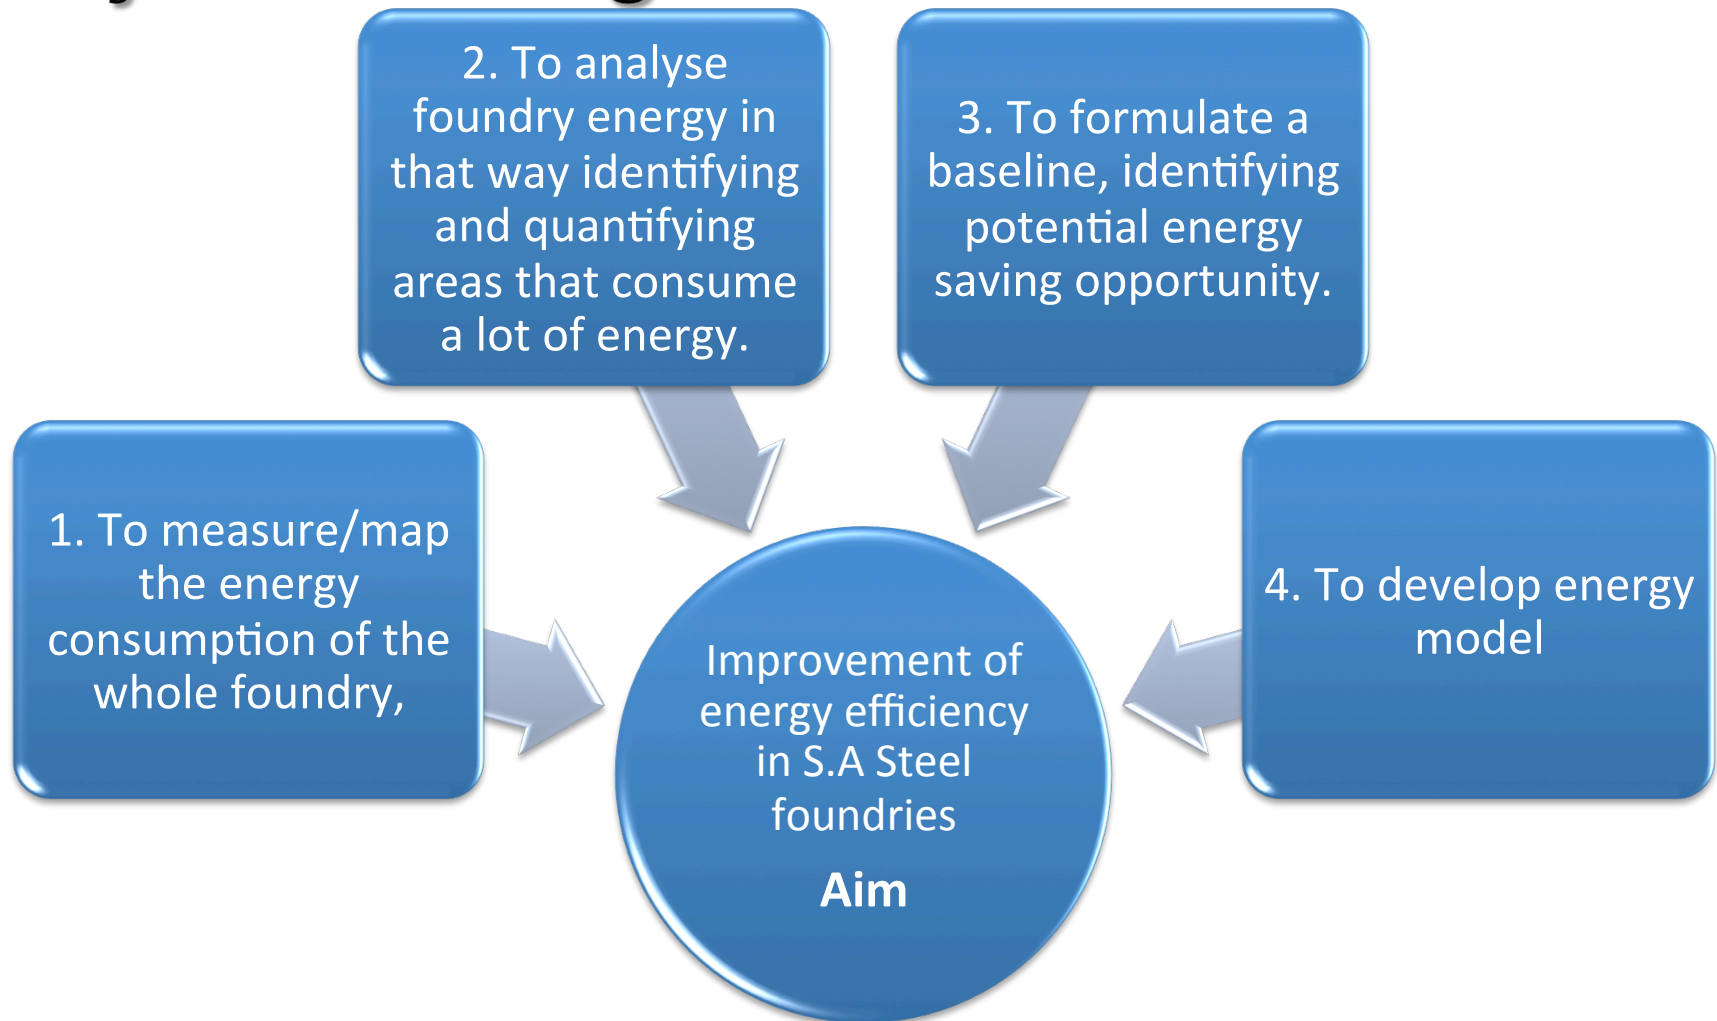 2. To analyse
foundry energy in
that way identifying
and quantifying
areas that consume
a lot of energy.
3. To formulate a
baseline, identifying
potential energy
saving opportunity.
1. To measure/map
the energy
consumption of the
whole foundry,
4. To develop energy
model
Improvement of
energy efficiency
in S.A Steel
foundries
Aim